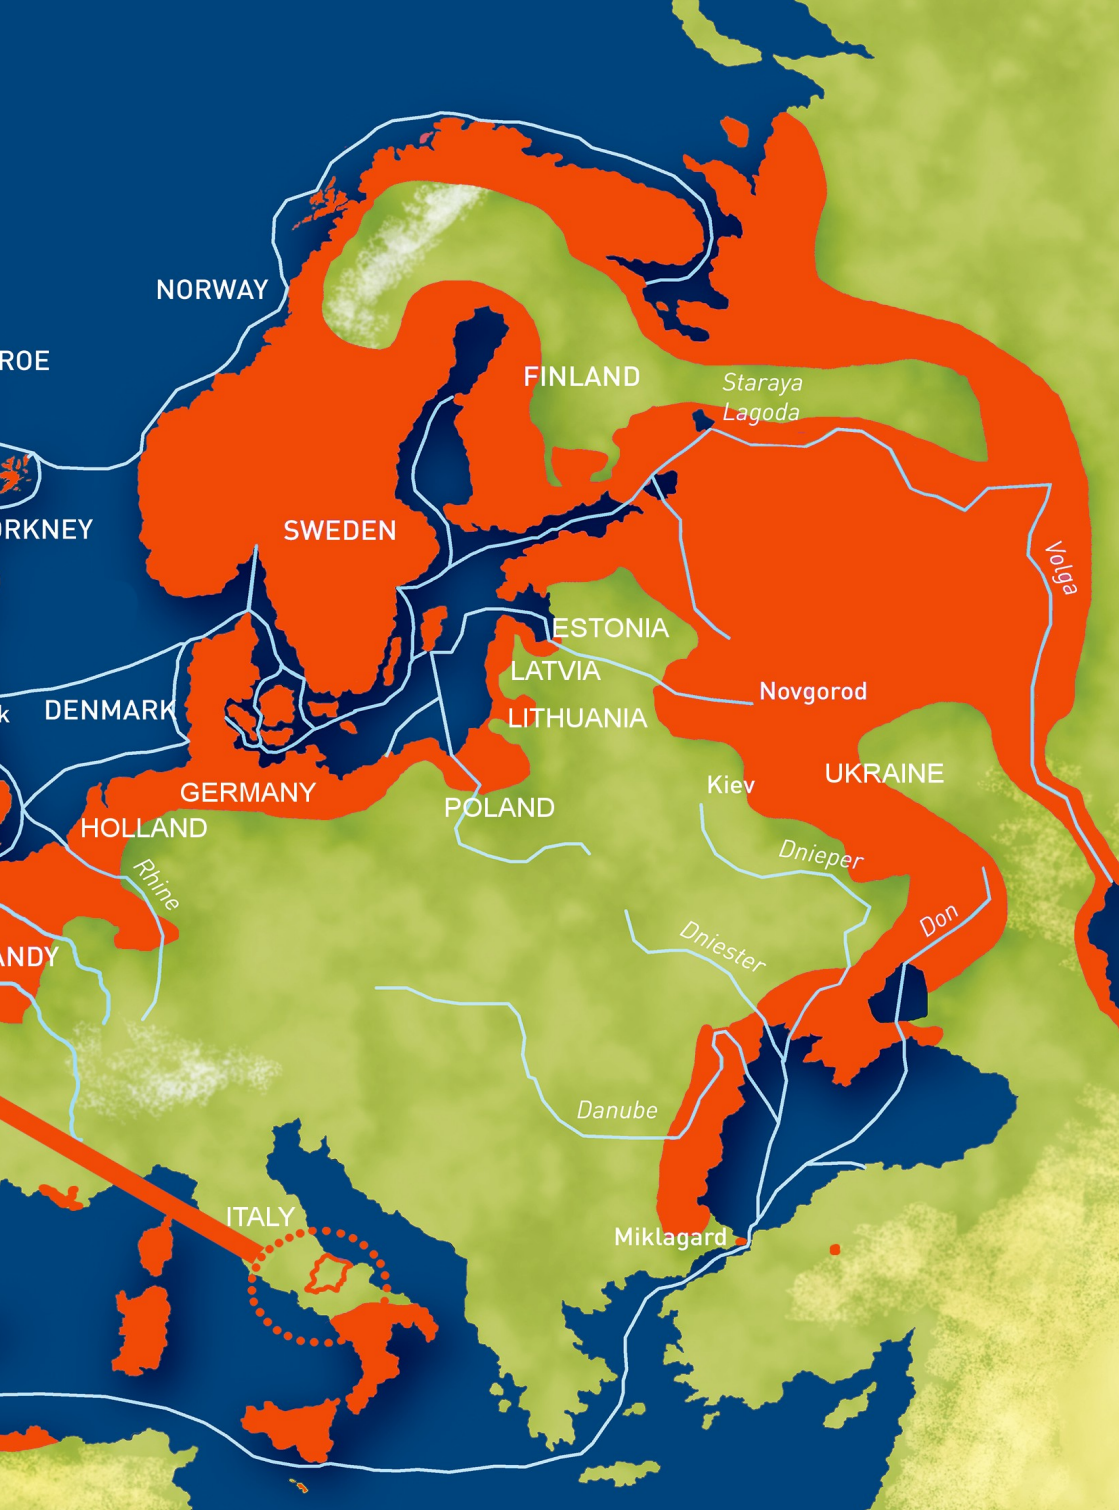 NORWAY
ROE
FINLAND
Staraya
Lagoda
ORKNEY
SWEDEN
Volga
ESTONIA
LATVIA
Novgorod
k
DENMARK
LITHUANIA
UKRAINE
Kiev
GERMANY
POLAND
HOLLAND
Dnieper
Rhine
Don
Dniester
ANDY
Danube
ITALY
Miklagard